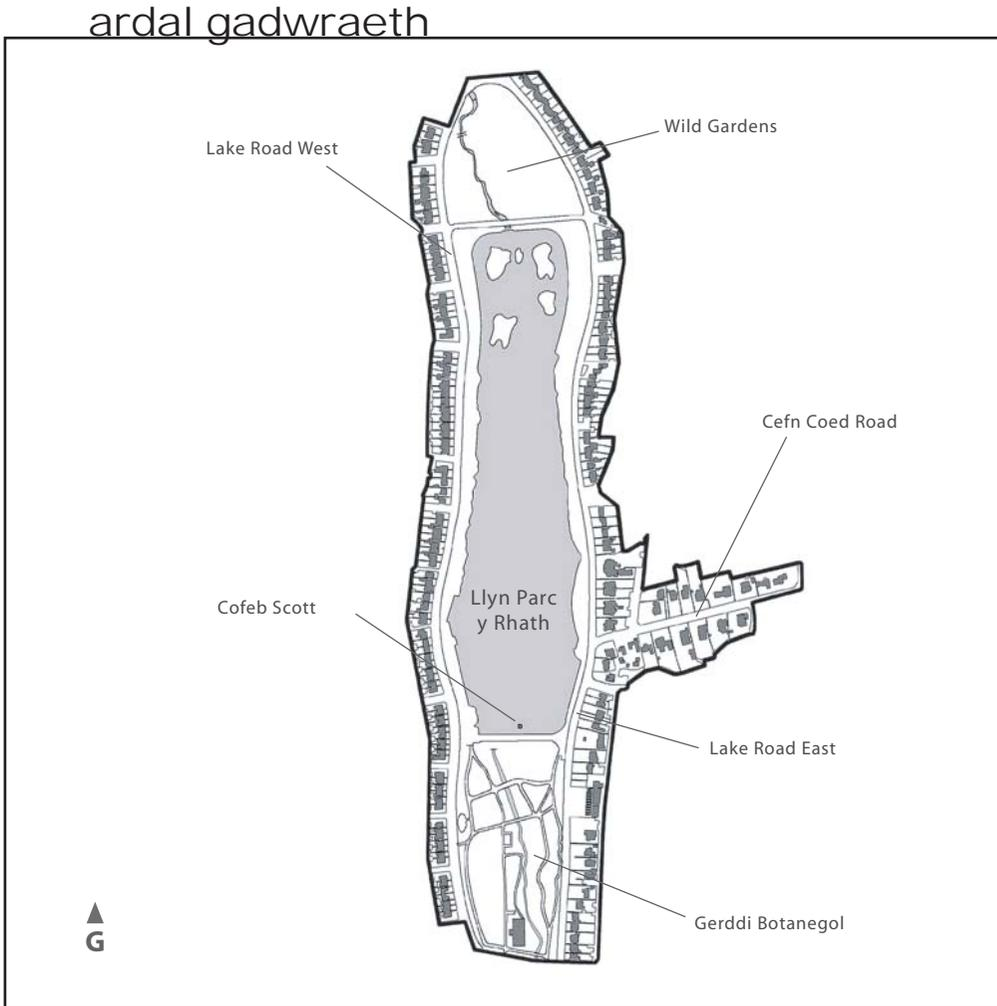 ardal gadwraeth
Wild Gardens
Lake Road West
Cefn Coed Road
Llyn Parc
y Rhath
Cofeb Scott
Lake Road East
Gerddi Botanegol
G